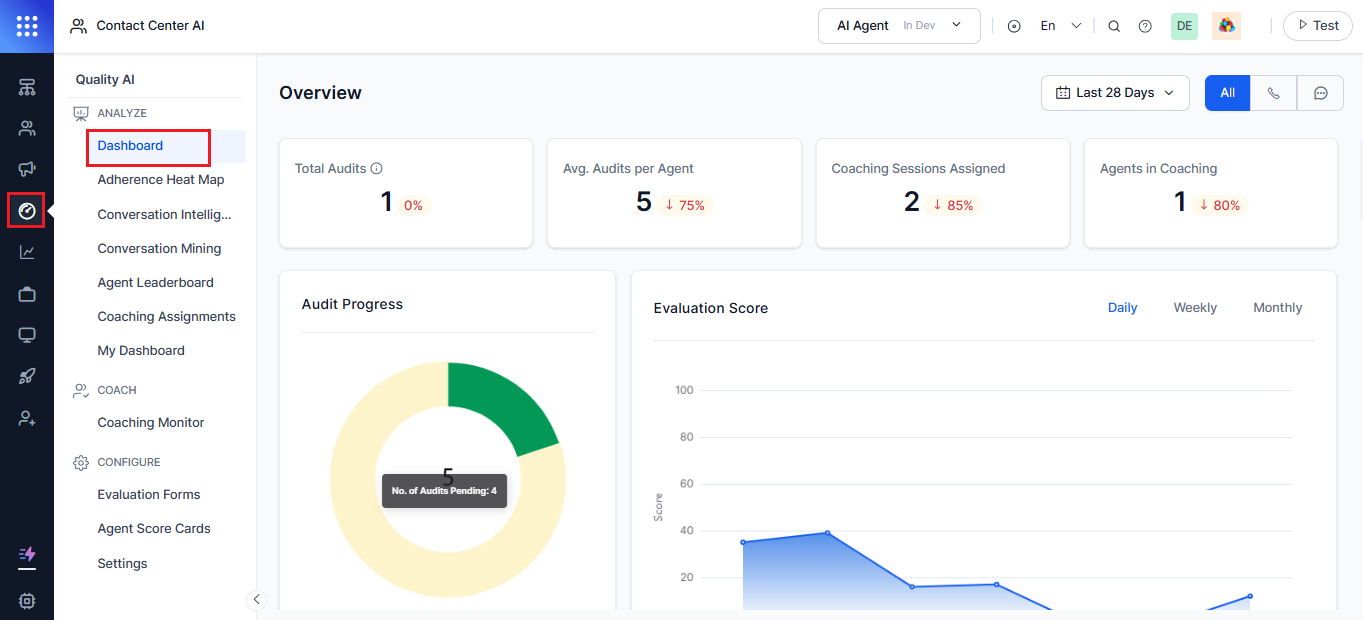 Contact Center AI
AI Agent In Dev
En
DE
Test
Quality AI
ANALYZE
Dashboard
Adherence Heat Map
Conversation Intellig...
Conversation Mining
Agent Leaderboard
Coaching Assignments
My Dashboard
COACH
Coaching Monitor
CONFIGURE
Evaluation Forms
Agent Score Cards
Settings
Overview
Last 28 Days
All
Total Audits
1 0%
Avg. Audits per Agent
5 ↓ 75%
Coaching Sessions Assigned
2 ↓ 85%
Agents in Coaching
1 ↓ 80%
Audit Progress
5
No. of Audits Pending: 4
Evaluation Score
Daily Weekly Monthly
100
80
60
40
20
Score